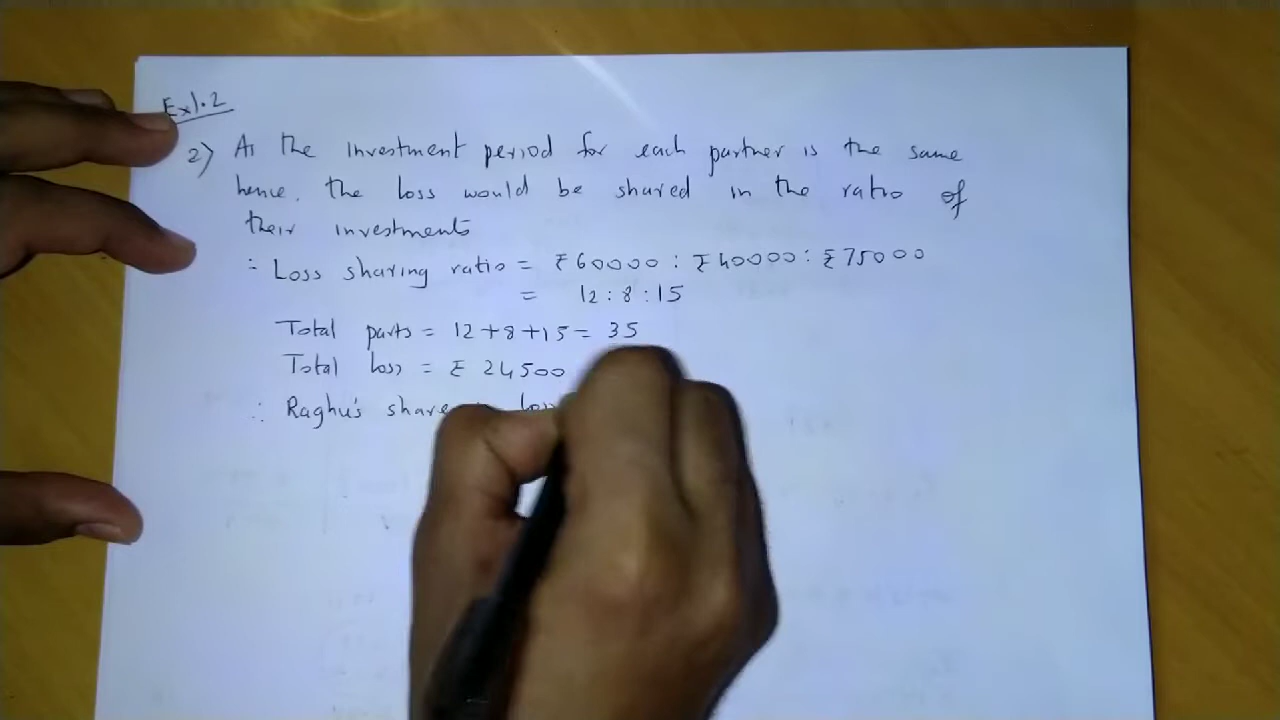 Ex1.2
2) As the investment period for each partner is the same
hence, the loss would be shared in the ratio of
their investments
∴ Loss sharing ratio = ₹60000 : ₹40000 : ₹75000
= 12 : 8 : 15
Total parts = 12 + 8 + 15 = 35
Total loss = ₹ 24500
∴ Raghu's share